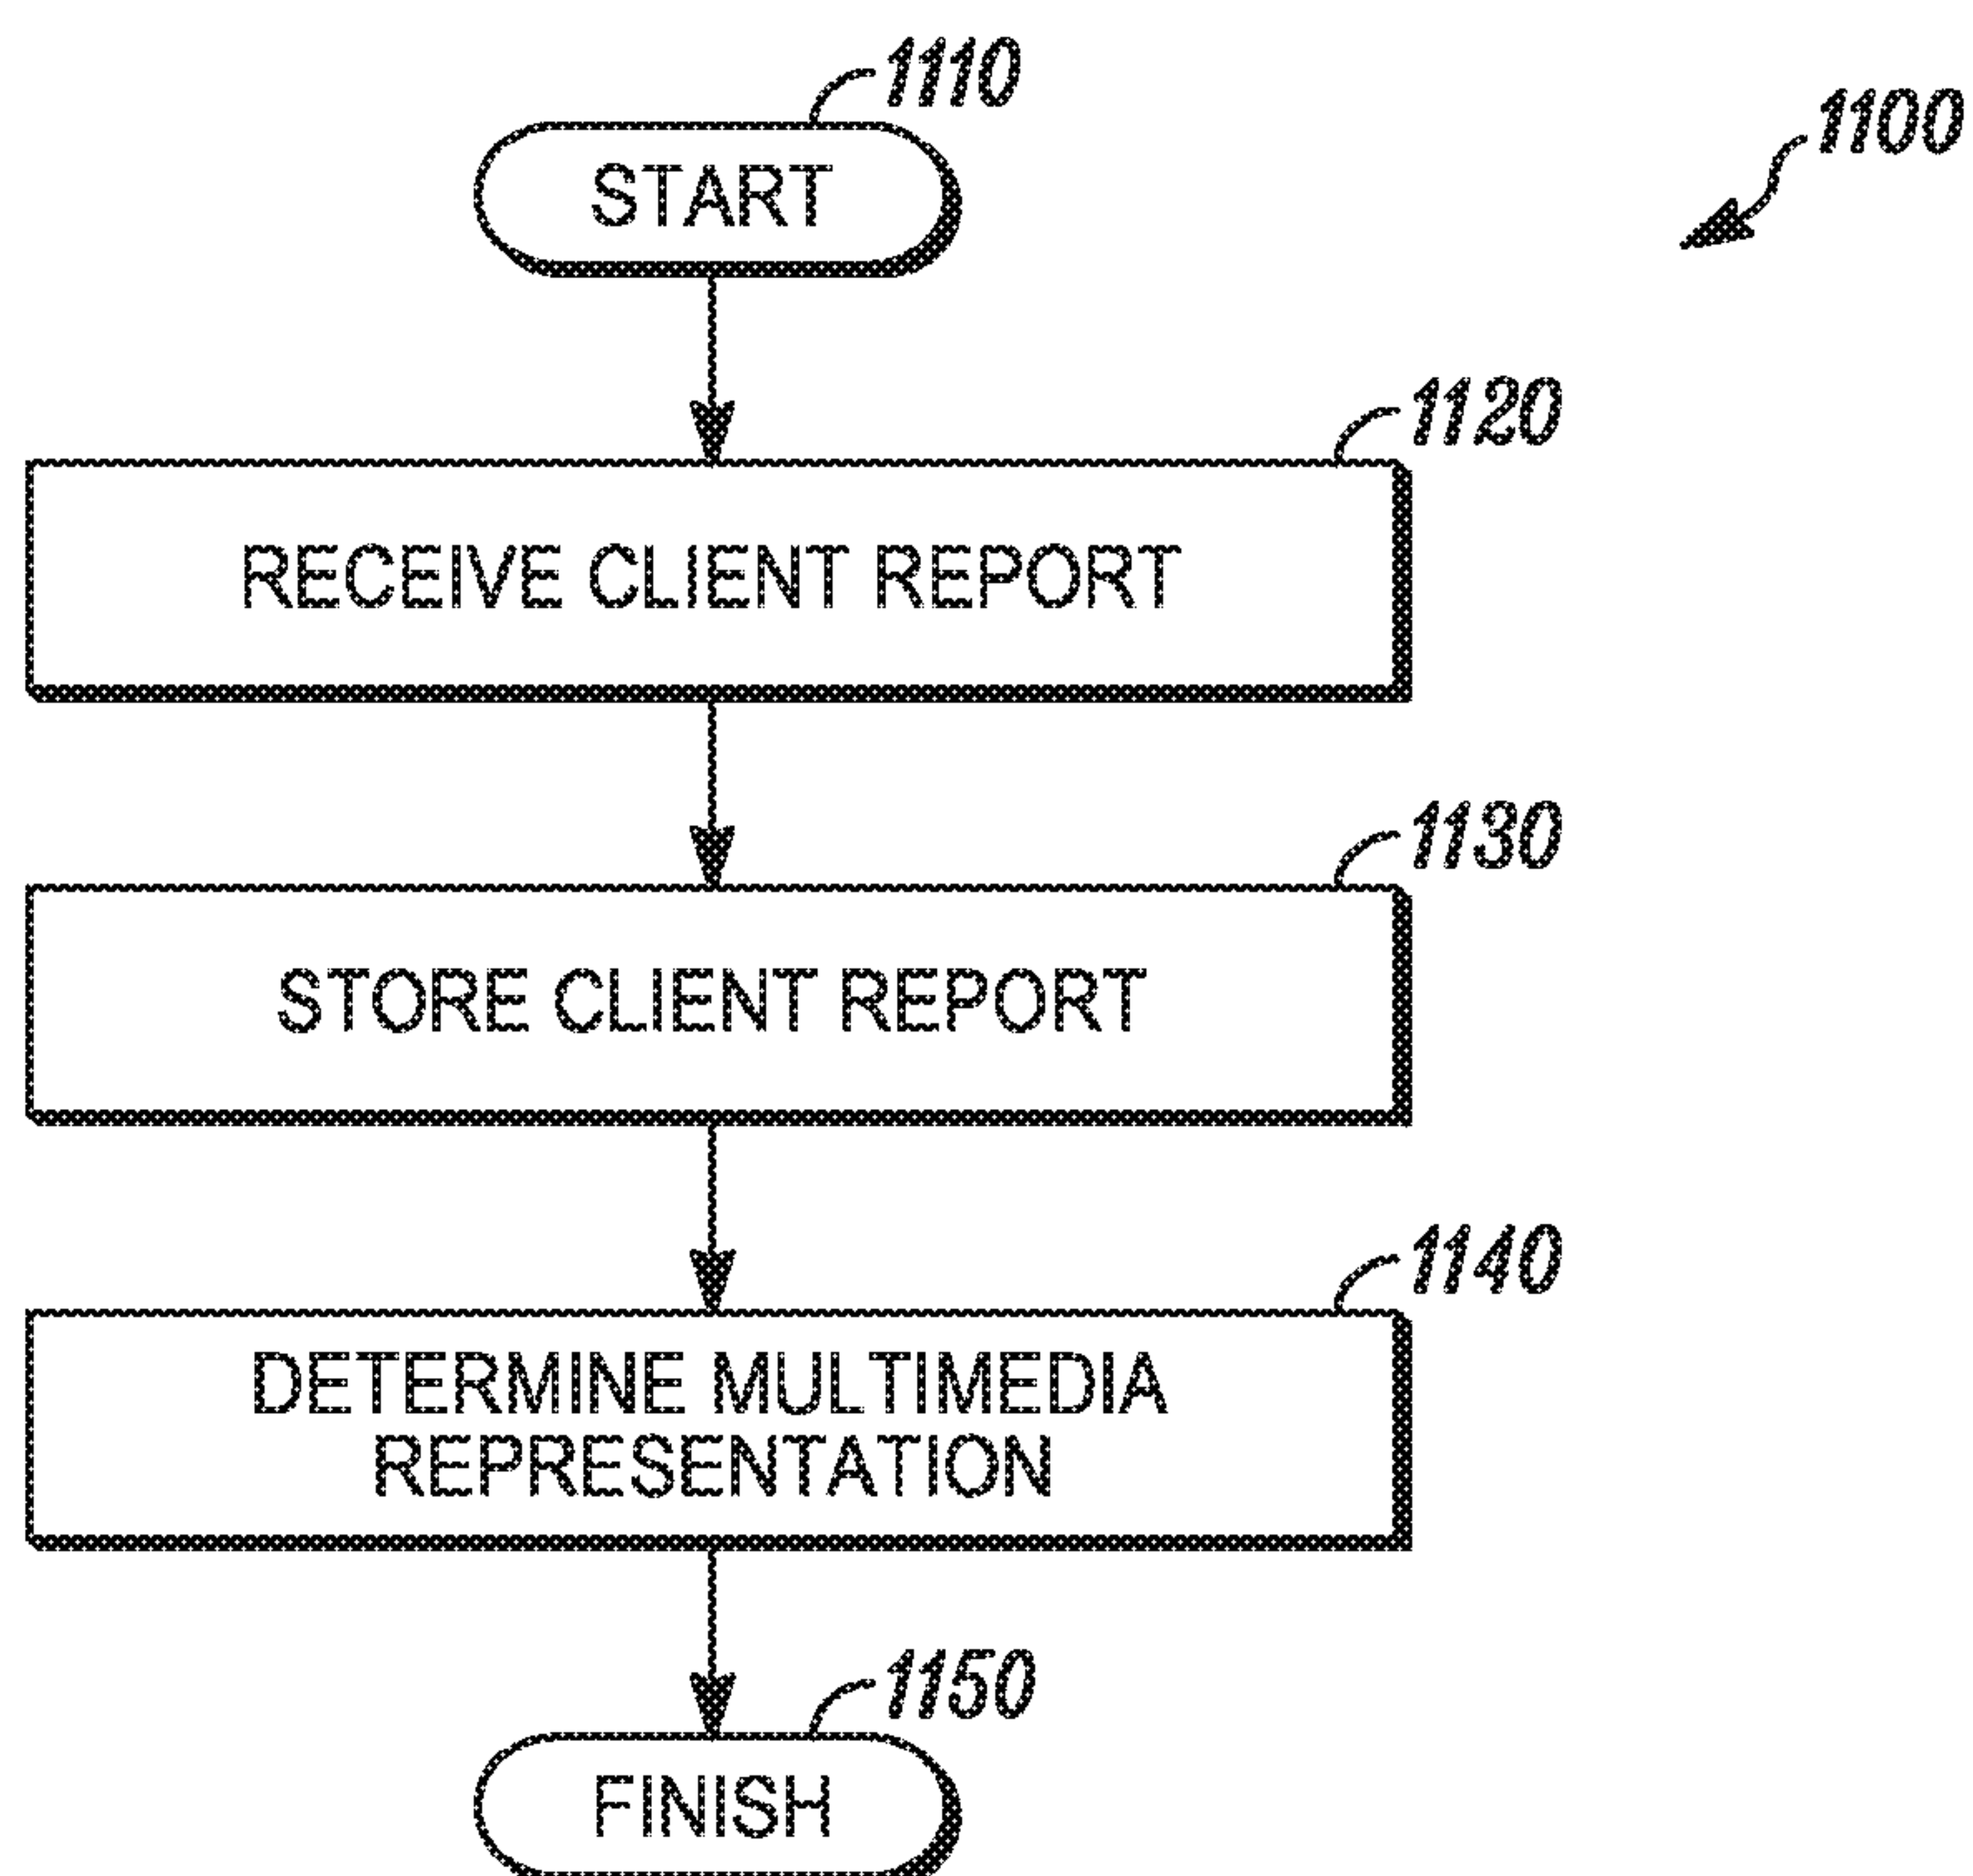 1110
1100
START
1120
RECEIVE CLIENT REPORT
1130
STORE CLIENT REPORT
1140
DETERMINE MULTIMEDIA
REPRESENTATION
1150
FINISH